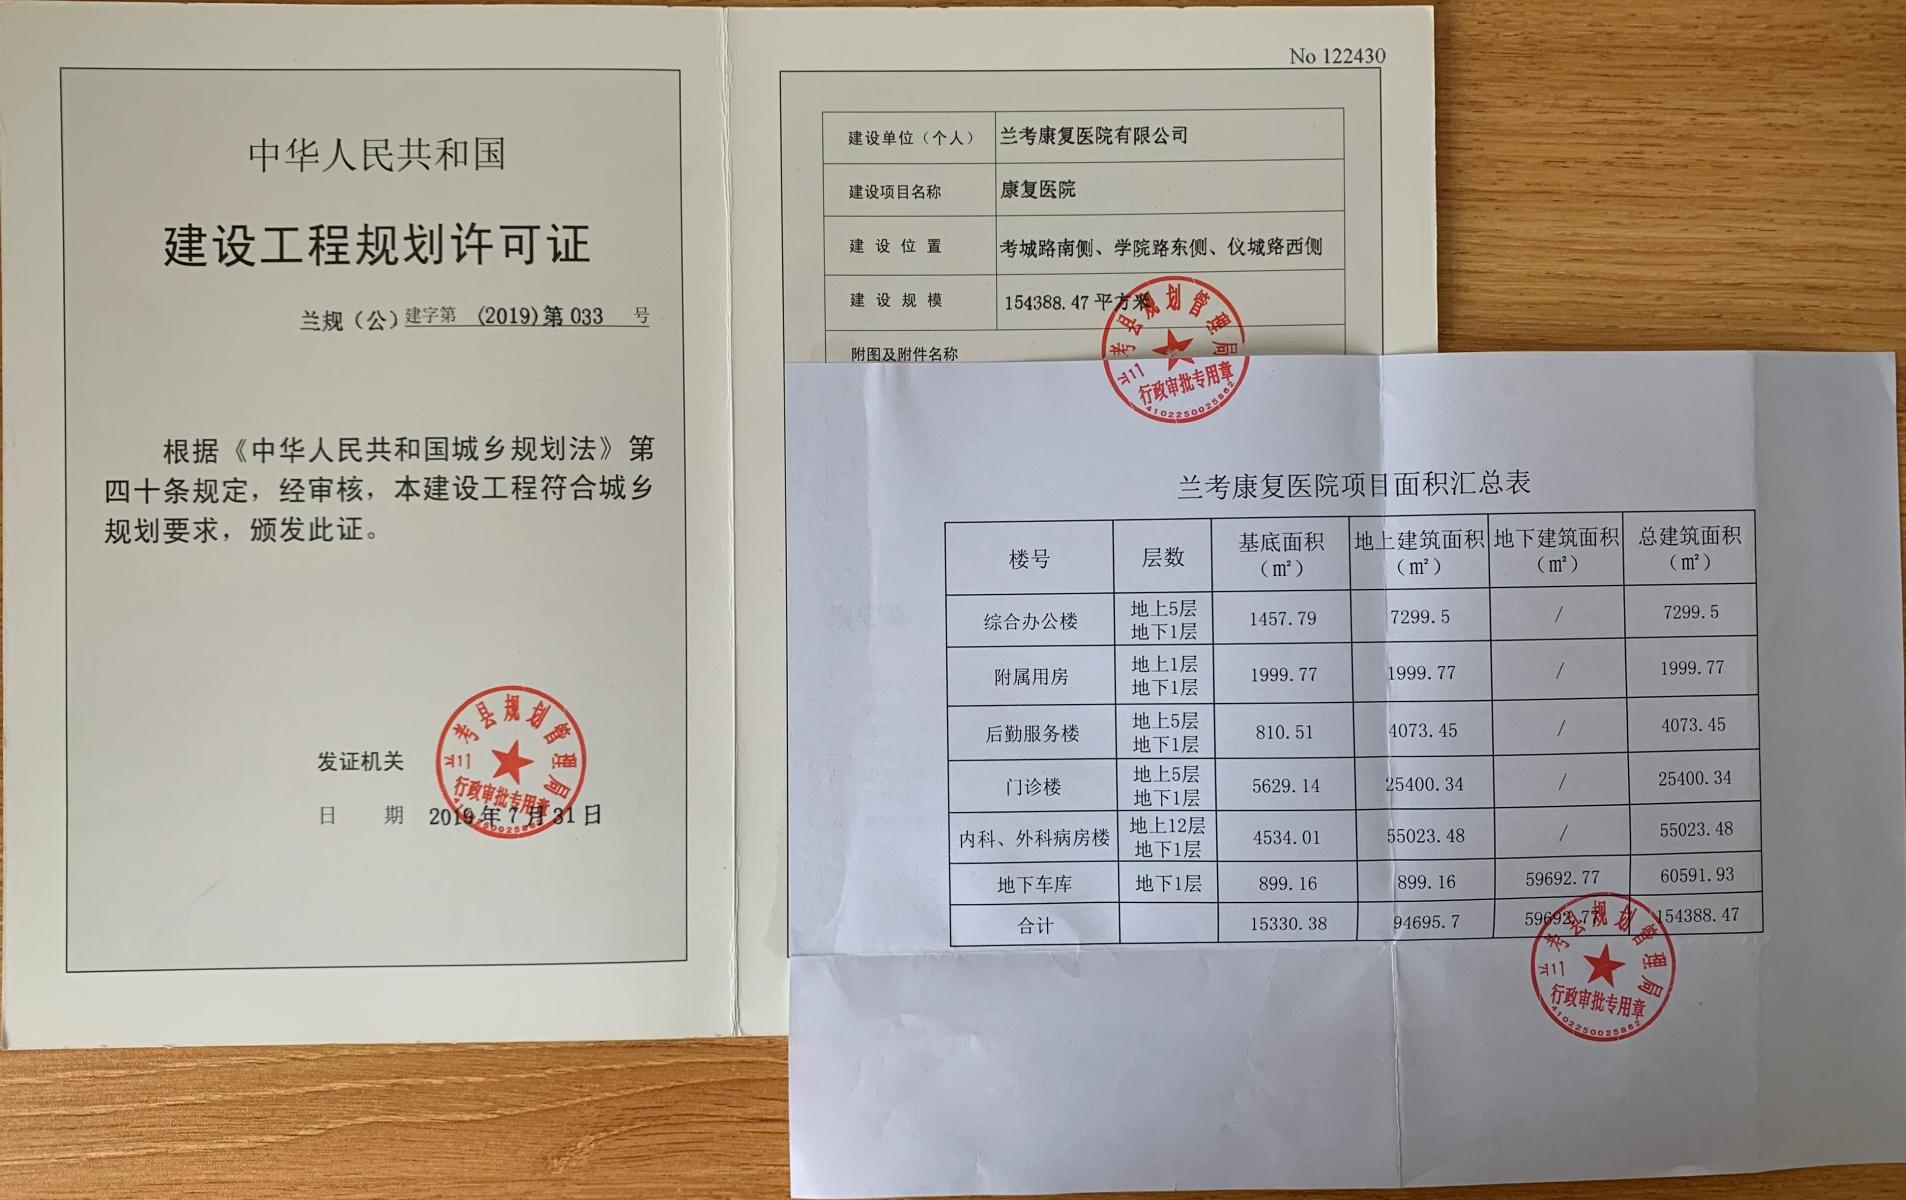 中华人民共和国
建设工程规划许可证
兰规（公）建字第 (2019)第 033 号
根据《中华人民共和国城乡规划法》第
四十条规定，经审核，本建设工程符合城乡
规划要求，颁发此证。
发证机关
日 期 2019年7月31日
兰考县规划管理局
行政审批专用章
No 122430
建设单位（个人） 兰考康复医院有限公司
建设项目名称 康复医院
建设位置 考城路南侧、学院路东侧、仪城路西侧
建设规模 154388.47平方米
附图及附件名称
兰考县规划管理局
行政审批专用章
4102250025862
兰考康复医院项目面积汇总表
楼号 层数 基底面积（㎡） 地上建筑面积（㎡） 地下建筑面积（㎡） 总建筑面积（㎡）
综合办公楼 地上5层 地下1层 1457.79 7299.5 / 7299.5
附属用房 地上1层 地下1层 1999.77 1999.77 / 1999.77
后勤服务楼 地上5层 地下1层 810.51 4073.45 / 4073.45
门诊楼 地上5层 地下1层 5629.14 25400.34 / 25400.34
内科、外科病房楼 地上12层 地下1层 4534.01 55023.48 / 55023.48
地下车库 地下1层 899.16 899.16 59692.77 60591.93
合计 15330.38 94695.7 59692.77 154388.47
兰考县规划管理局
行政审批专用章
4102250025862